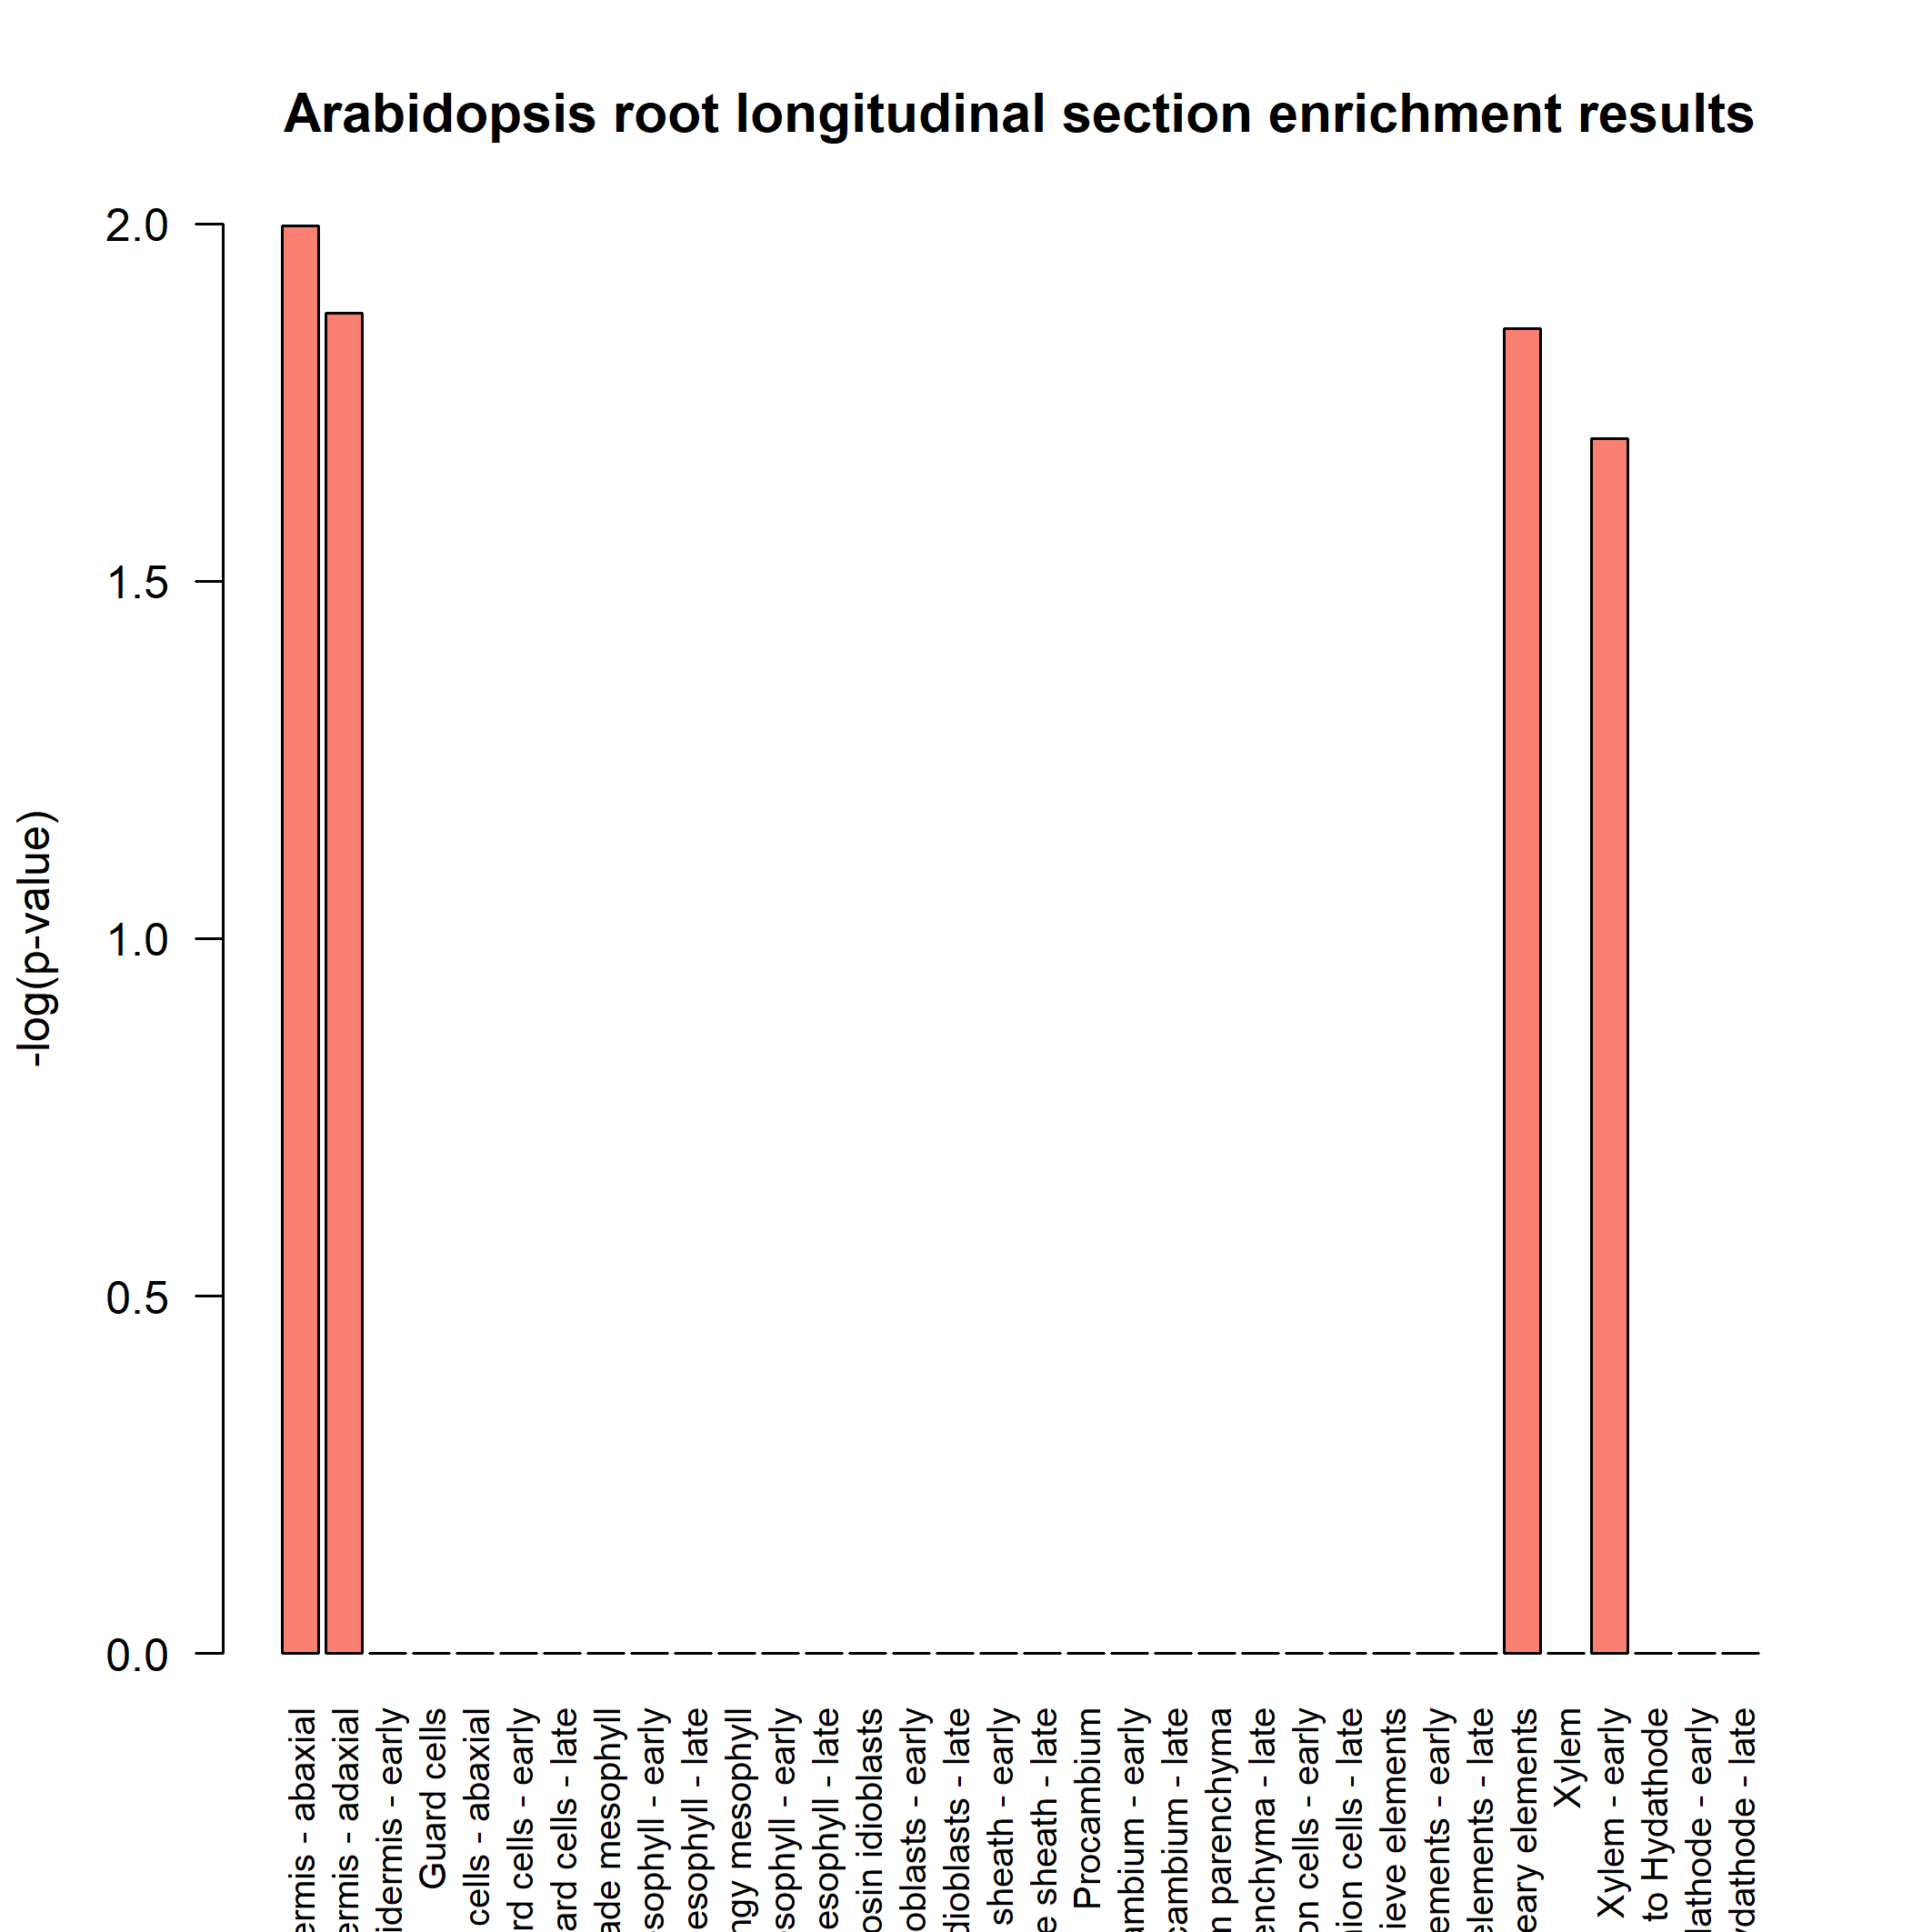 Arabidopsis root longitudinal section enrichment results
2.0
1.5
1.0
0.5
0.0
-log(p-value)
ermis - abaxial
ermis - adaxial
idermis - early
Guard cells
cells - abaxial
rd cells - early
ard cells - late
ade mesophyll
sophyll - early
esophyll - late
ngy mesophyll
sophyll - early
esophyll - late
osin idioblasts
oblasts - early
dioblasts - late
sheath - early
e sheath - late
Procambium
ambium - early
cambium - late
m parenchyma
enchyma - late
on cells - early
nion cells - late
ieve elements
ements - early
elements - late
eary elements
Xylem
Xylem - early
to Hydathode
lathode - early
ydathode - late